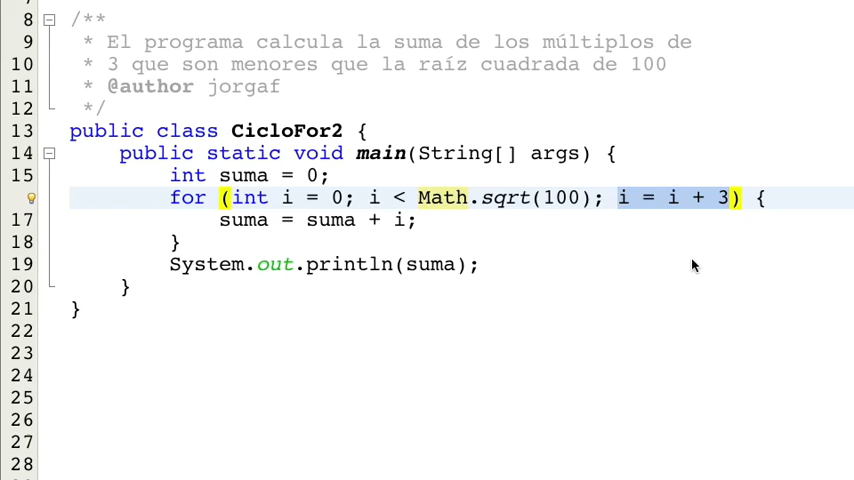 8 /**
9 * El programa calcula la suma de los múltiplos de
10 * 3 que son menores que la raíz cuadrada de 100
11 * @author jorgaf
12 */
13 public class CicloFor2 {
14 public static void main(String[] args) {
15 int suma = 0;
for (int i = 0; i < Math.sqrt(100); i = i + 3) {
17 suma = suma + i;
18 }
19 System.out.println(suma);
20 }
21 }
22
23
24
25
26
27
28